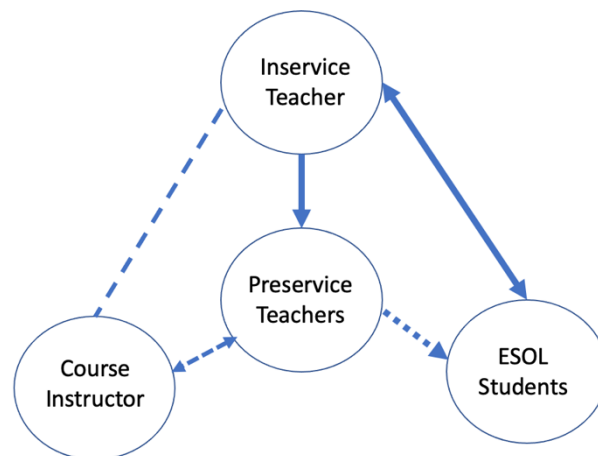 Inservice
Teacher
Preservice
Teachers
Course
Instructor
ESOL
Students